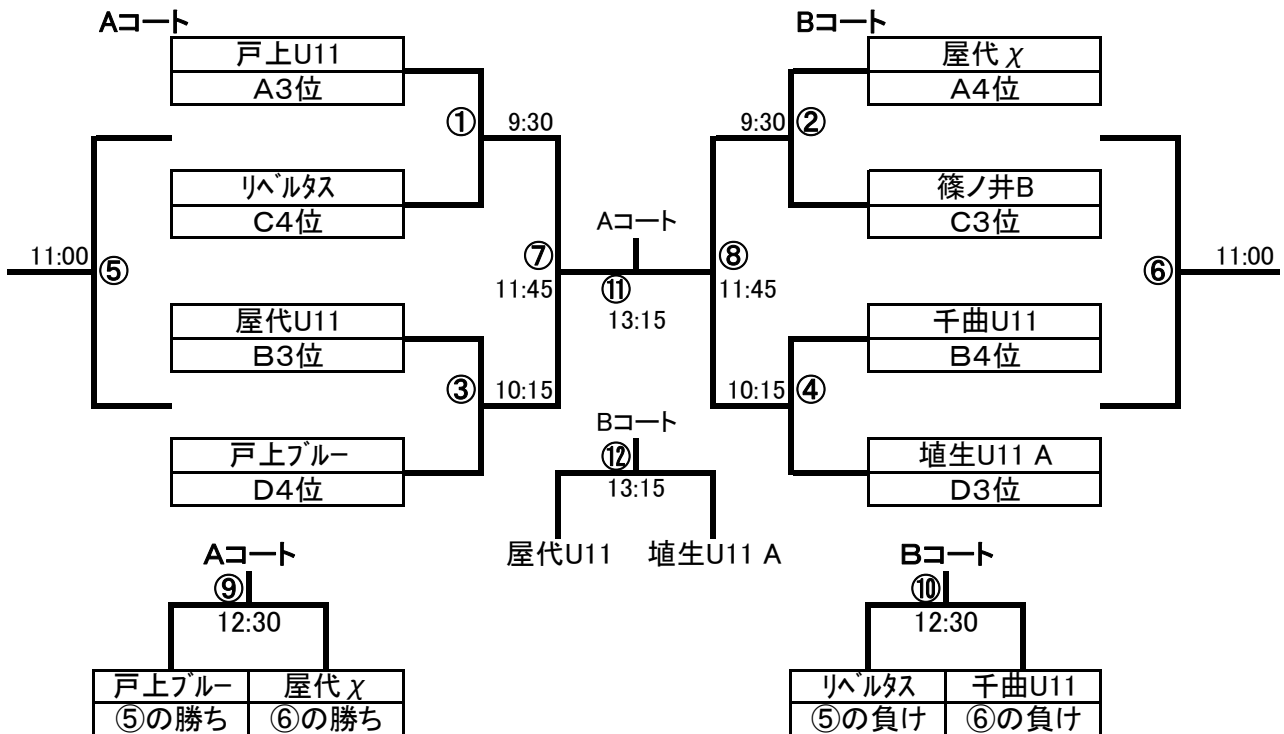 Aコート
Bコート
戸上U11
A3位
屋代 χ
A4位
①
9:30
9:30
②
リベルタス
C4位
篠ノ井B
C3位
Aコート
11:00
⑤
⑦
11:45
⑪
13:15
⑧
11:45
⑥
11:00
屋代U11
B3位
千曲U11
B4位
③
10:15
10:15
④
Bコート
⑫
13:15
戸上ブルー
D4位
埴生U11 A
D3位
屋代U11
埴生U11 A
Aコート
⑨
12:30
Bコート
⑩
12:30
戸上ブルー
屋代 χ
⑤の勝ち
⑥の勝ち
リベルタス
千曲U11
⑤の負け
⑥の負け